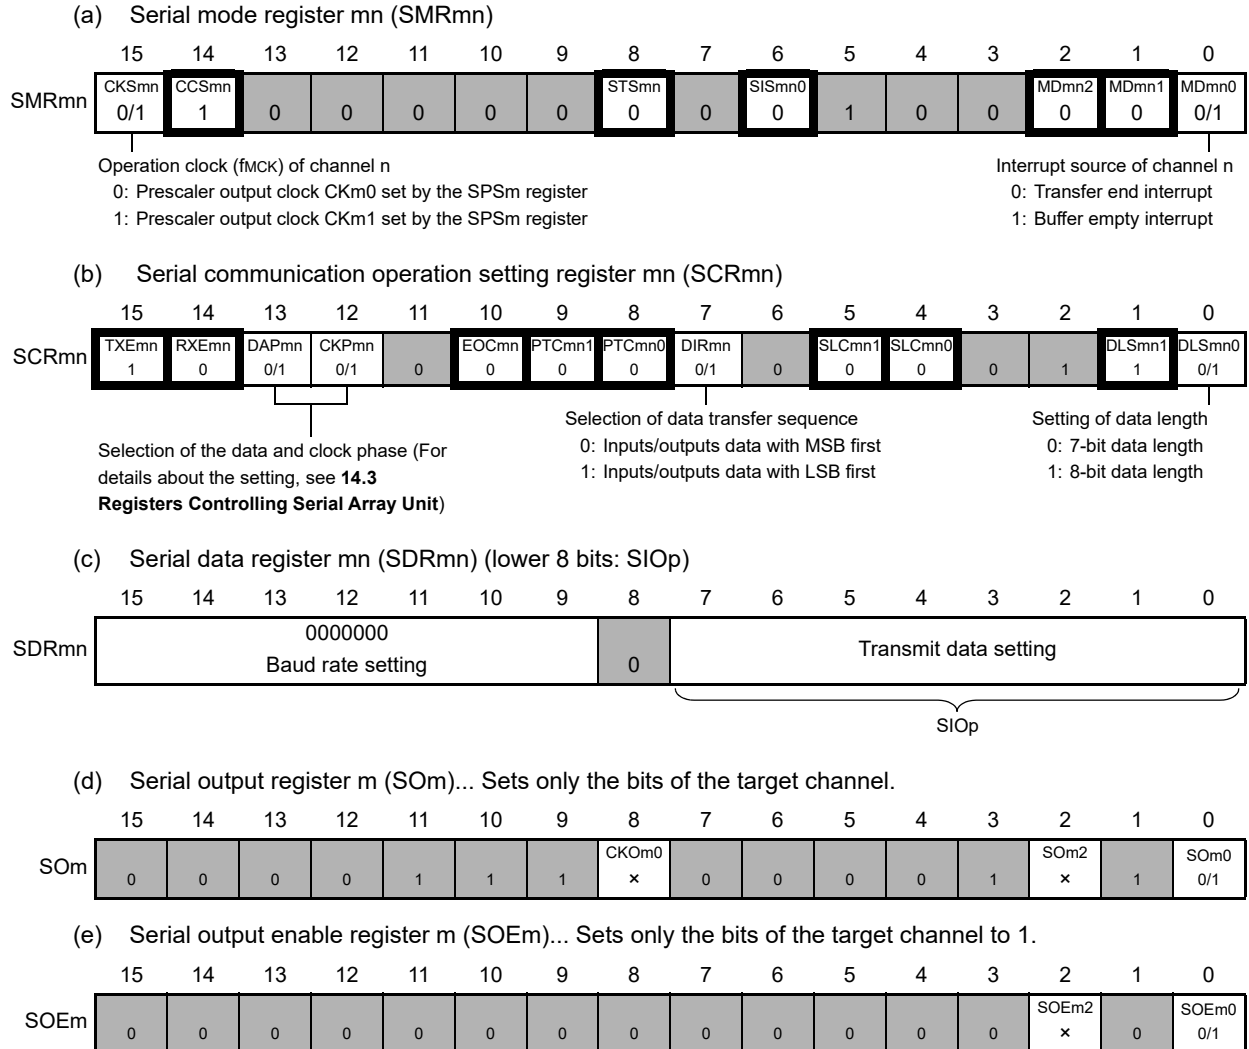 (a) Serial mode register mn (SMRmn)
15 14 13 12 11 10 9 8 7 6 5 4 3 2 1 0
CKSmn CCSmn STSmn SISmn0 MDmn2 MDmn1 MDmn0
SMRmn 0/1 1 0 0 0 0 0 0 0 0 1 0 0 0 0 0/1
Operation clock (fMCK) of channel n Interrupt source of channel n
0: Prescaler output clock CKm0 set by the SPSm register 0: Transfer end interrupt
1: Prescaler output clock CKm1 set by the SPSm register 1: Buffer empty interrupt
(b) Serial communication operation setting register mn (SCRmn)
15 14 13 12 11 10 9 8 7 6 5 4 3 2 1 0
TXEmn RXEmn DAPmn CKPmn EOCmn PTCmn1 PTCmn0 DIRmn SLCmn1 SLCmn0 DLSmn1 DLSmn0
SCRmn 1 0 0/1 0/1 0 0 0 0 0/1 0 0 0 0 1 1 0/1
Selection of data transfer sequence Setting of data length
0: Inputs/outputs data with MSB first 0: 7-bit data length
1: Inputs/outputs data with LSB first 1: 8-bit data length
Selection of the data and clock phase (For
details about the setting, see 14.3
Registers Controlling Serial Array Unit)
(c) Serial data register mn (SDRmn) (lower 8 bits: SIOp)
15 14 13 12 11 10 9 8 7 6 5 4 3 2 1 0
SDRmn 0000000
Baud rate setting 0 Transmit data setting
SIOp
(d) Serial output register m (SOm)... Sets only the bits of the target channel.
15 14 13 12 11 10 9 8 7 6 5 4 3 2 1 0
CKOm0 SOm2 SOm0
SOm 0 0 0 0 1 1 1 × 0 0 0 0 1 × 1 0/1
(e) Serial output enable register m (SOEm)... Sets only the bits of the target channel to 1.
15 14 13 12 11 10 9 8 7 6 5 4 3 2 1 0
SOEm2 SOEm0
SOEm 0 0 0 0 0 0 0 0 0 0 0 0 0 × 0 0/1